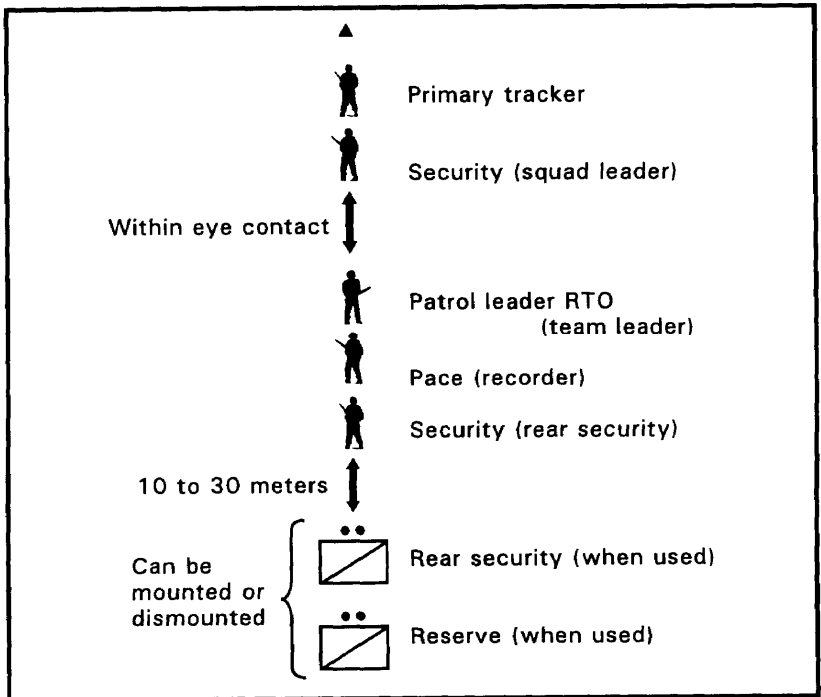 Primary tracker
Security (squad leader)
Within eye contact
Patrol leader RTO
(team leader)
Pace (recorder)
Security (rear security)
10 to 30 meters
Can be
mounted or
dismounted
Rear security (when used)
Reserve (when used)